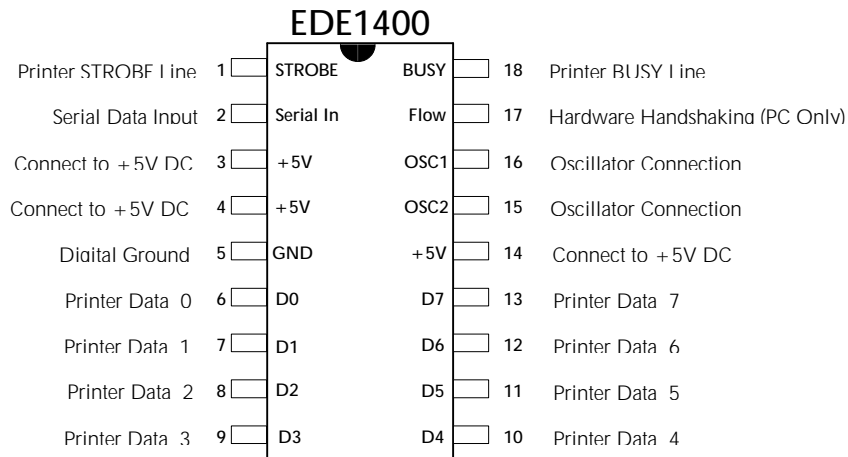 EDE1400
Printer STROBE Line 1 STROBE BUSY 18 Printer BUSY Line
Serial Data Input 2 Serial In Flow 17 Hardware Handshaking (PC Only)
Connect to +5V DC 3 +5V OSC1 16 Oscillator Connection
Connect to +5V DC 4 +5V OSC2 15 Oscillator Connection
Digital Ground 5 GND +5V 14 Connect to +5V DC
Printer Data 0 6 D0 D7 13 Printer Data 7
Printer Data 1 7 D1 D6 12 Printer Data 6
Printer Data 2 8 D2 D5 11 Printer Data 5
Printer Data 3 9 D3 D4 10 Printer Data 4